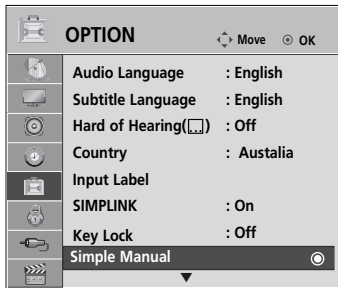 OPTION Move OK
Audio Language : English
Subtitle Language : English
Hard of Hearing( ) : Off
Country : Austalia
Input Label
SIMPLINK : On
Key Lock : Off
Simple Manual